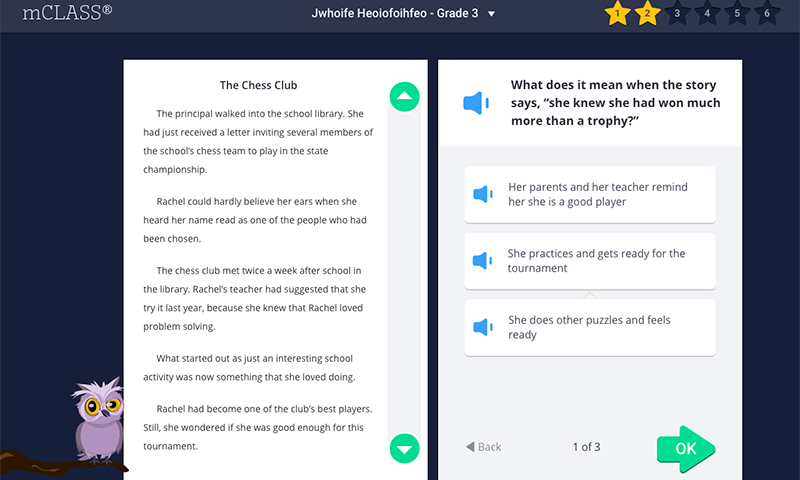 mCLASS®
Jwhoife Heoiofoihfeo - Grade 3
1 2 3 4 5 6
The Chess Club
The principal walked into the school library. She
had just received a letter inviting several members of
the school’s chess team to play in the state
championship.
Rachel could hardly believe her ears when she
heard her name read as one of the people who had
been chosen.
The chess club met twice a week after school in
the library. Rachel’s teacher had suggested that she
try it last year, because she knew that Rachel loved
problem solving.
What started out as just an interesting school
activity was now something that she loved doing.
Rachel had become one of the club’s best players.
Still, she wondered if she was good enough for this
tournament.
What does it mean when the story
says, “she knew she had won much
more than a trophy?”
Her parents and her teacher remind
her she is a good player
She practices and gets ready for the
tournament
She does other puzzles and feels
ready
Back
1 of 3
OK